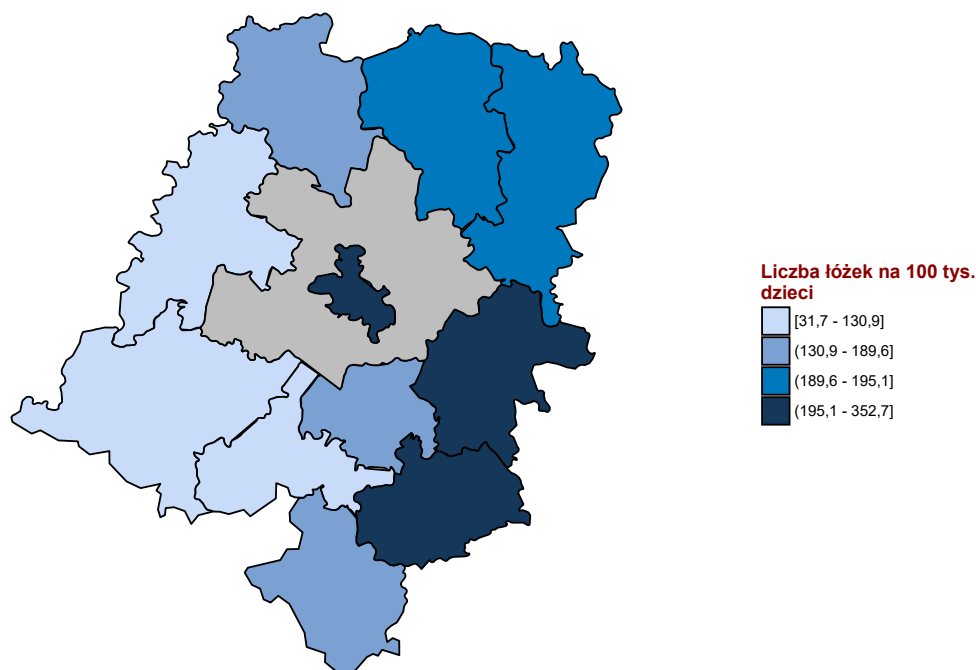 Liczba łóżek na 100 tys.
dzieci
[31,7 - 130,9]
(130,9 - 189,6]
(189,6 - 195,1]
(195,1 - 352,7]